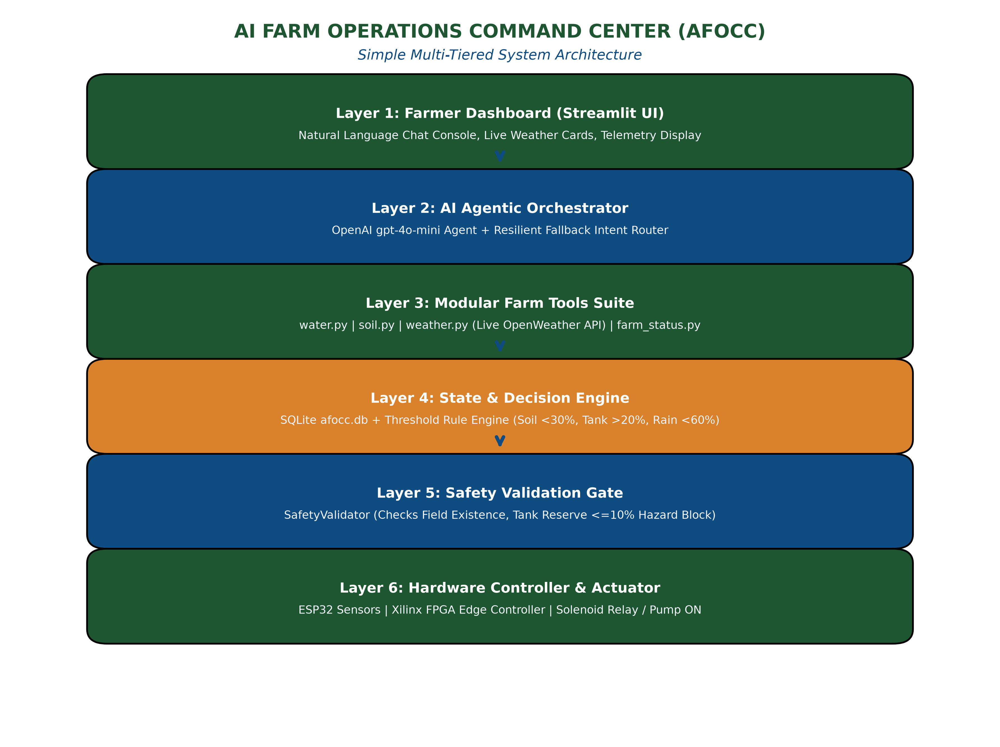 AI FARM OPERATIONS COMMAND CENTER (AFOCC)
Simple Multi-Tiered System Architecture
Layer 1: Farmer Dashboard (Streamlit UI)
Natural Language Chat Console, Live Weather Cards, Telemetry Display
Layer 2: AI Agentic Orchestrator
OpenAI gpt-4o-mini Agent + Resilient Fallback Intent Router
Layer 3: Modular Farm Tools Suite
water.py | soil.py | weather.py (Live OpenWeather API) | farm_status.py
Layer 4: State & Decision Engine
SQLite afocc.db + Threshold Rule Engine (Soil <30%, Tank >20%, Rain <60%)
Layer 5: Safety Validation Gate
SafetyValidator (Checks Field Existence, Tank Reserve <=10% Hazard Block)
Layer 6: Hardware Controller & Actuator
ESP32 Sensors | Xilinx FPGA Edge Controller | Solenoid Relay / Pump ON